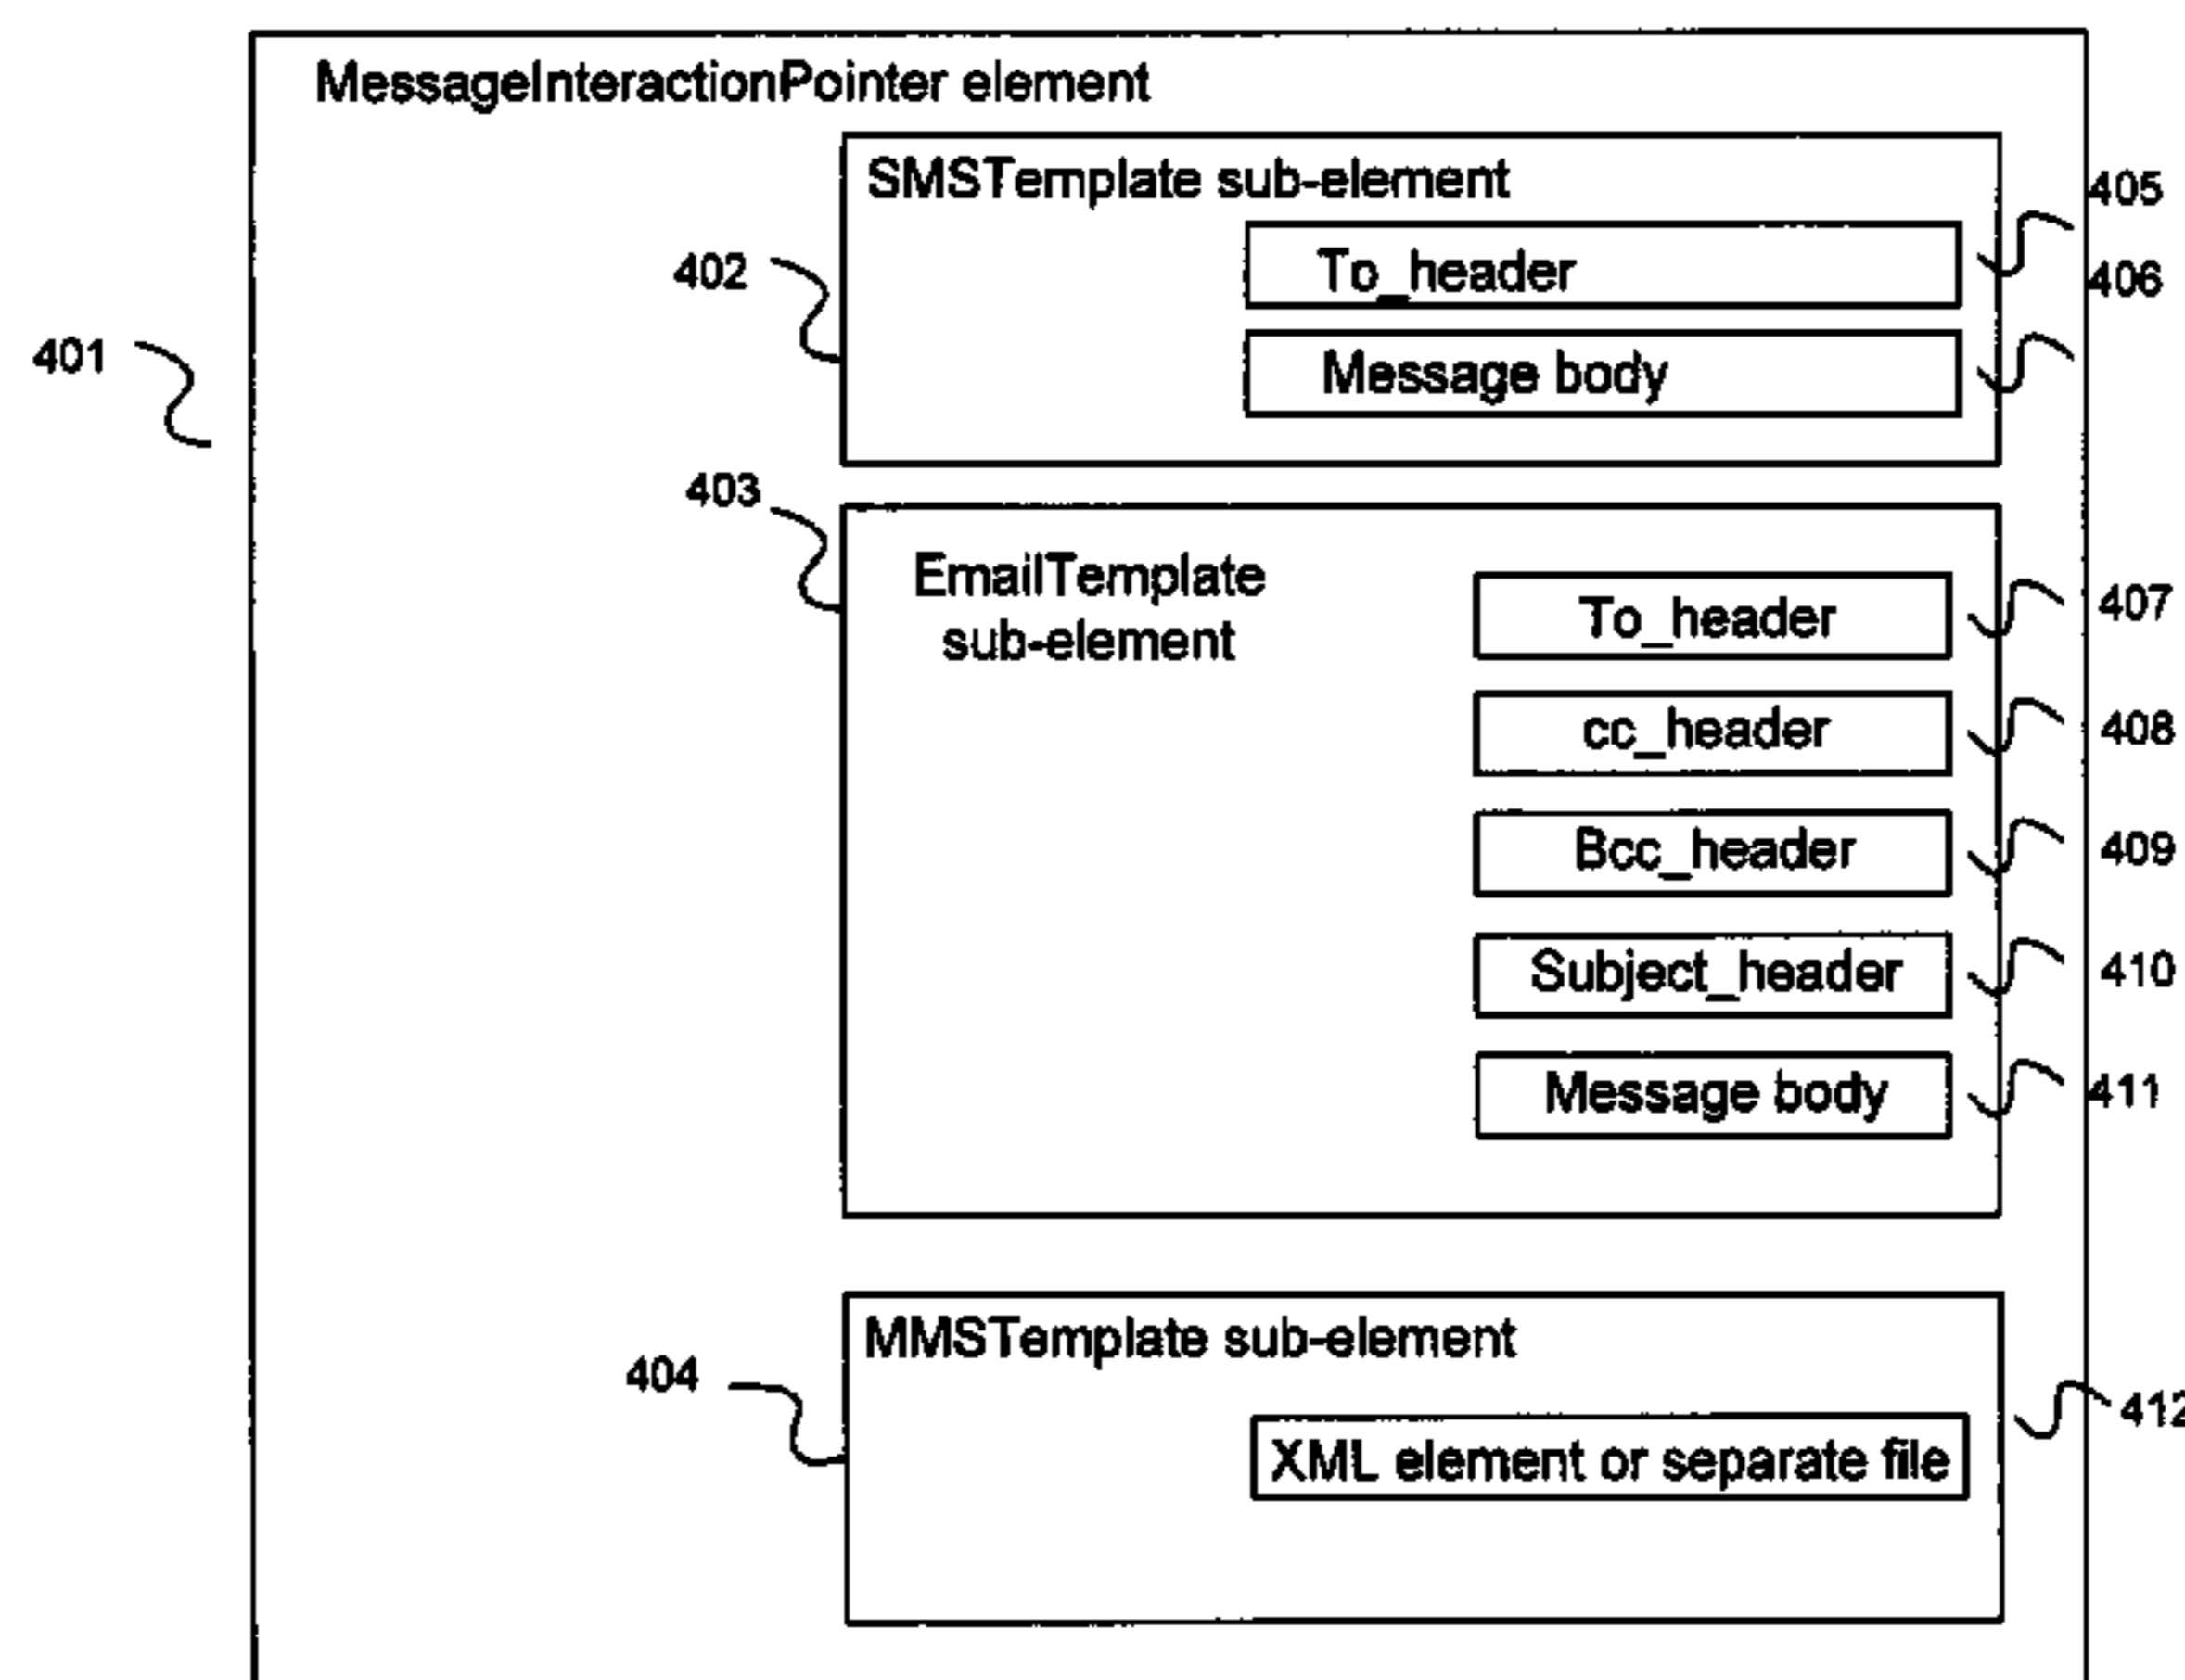 MessageInteractionPointer element
SMSTemplate sub-element
405
To_header
402
406
Message body
401
403
EmailTemplate
sub-element
To_header
407
cc_header
408
Bcc_header
409
Subject_header
410
Message body
411
MMSTemplate sub-element
404
412
XML element or separate file